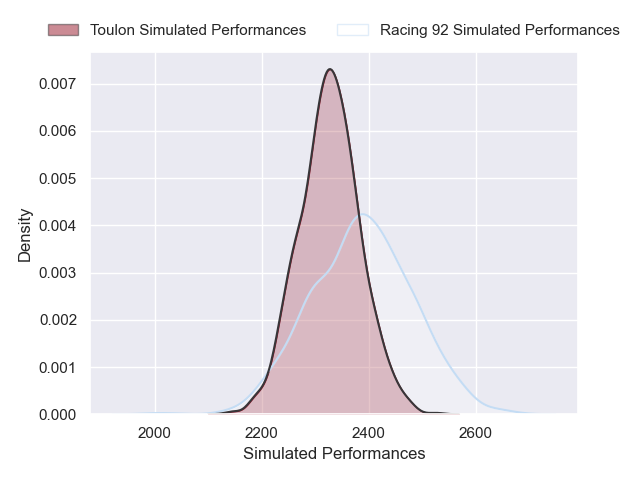 Toulon Simulated Performances Racing 92 Simulated Performances
0.007
0.006
0.005
0.004
0.003
0.002
0.001
0.000
Density
2000 2200 2400 2600
Simulated Performances